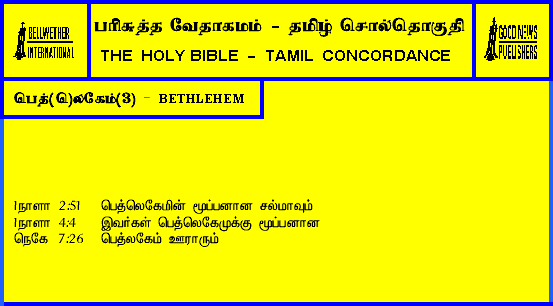 BELLWETHER
INTERNATIONAL
பரிசுத்த வேதாகமம் - தமிழ் சொல்தொகுதி
THE HOLY BIBLE - TAMIL CONCORDANCE
GOOD NEWS
PUBLISHERS
பெத்(லெ)லகேம்(3) - BETHLEHEM
1நாளா 2:51 பெத்லெகேமின் மூப்பனான சல்மாவும்
1நாளா 4:4 இவர்கள் பெத்லெகேமுக்கு மூப்பனான
நெகே 7:26 பெத்லகேம் ஊராரும்